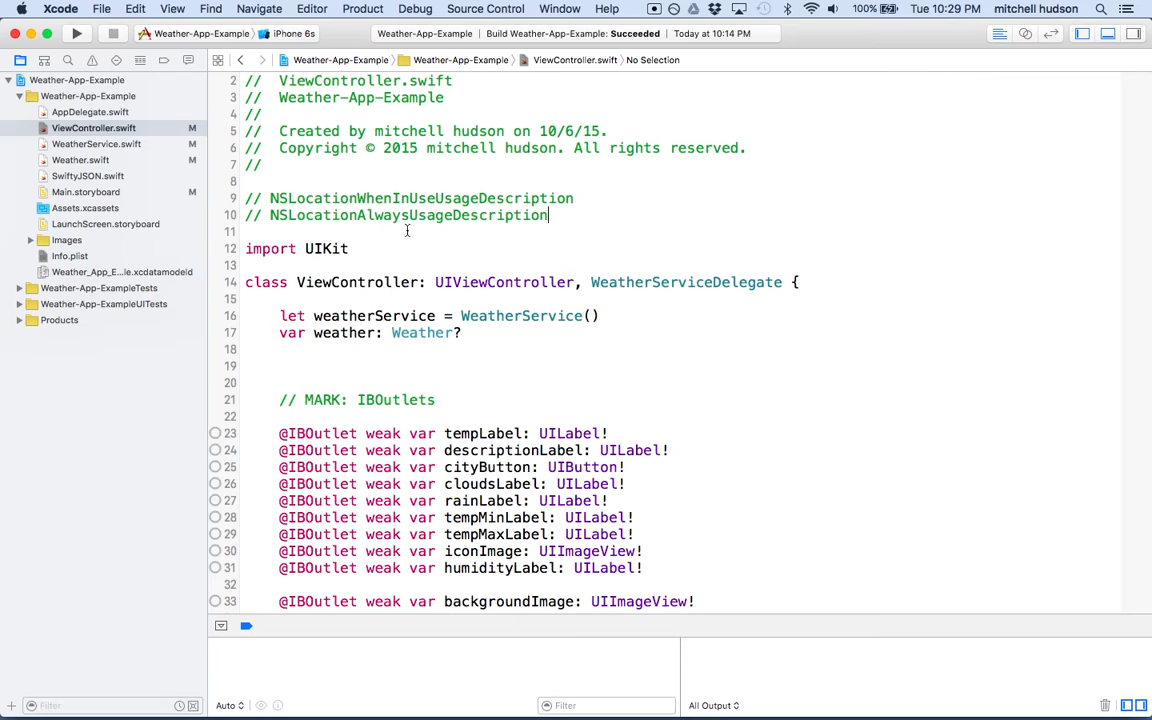 Xcode File Edit View Find Navigate Editor Product Debug Source Control Window Help 100% Tue 10:29 PM mitchell hudson
Weather-App-Example iPhone 6s Weather-App-Example Build Weather-App-Example: Succeeded Today at 10:14 PM
Weather-App-Example Weather-App-Example ViewController.swift No Selection
Weather-App-Example
Weather-App-Example
AppDelegate.swift
ViewController.swift M
WeatherService.swift M
Weather.swift M
SwiftyJSON.swift
Main.storyboard M
Assets.xcassets
LaunchScreen.storyboard
Images
Info.plist
Weather_App_E...le.xcdatamodeld
Weather-App-ExampleTests
Weather-App-ExampleUITests
Products
2 // ViewController.swift
3 // Weather-App-Example
4 //
5 // Created by mitchell hudson on 10/6/15.
6 // Copyright © 2015 mitchell hudson. All rights reserved.
7 //
8
9 // NSLocationWhenInUseUsageDescription
10 // NSLocationAlwaysUsageDescription
11
12 import UIKit
13
14 class ViewController: UIViewController, WeatherServiceDelegate {
15
16 let weatherService = WeatherService()
17 var weather: Weather?
18
19
20
21 // MARK: IBOutlets
22
23 @IBOutlet weak var tempLabel: UILabel!
24 @IBOutlet weak var descriptionLabel: UILabel!
25 @IBOutlet weak var cityButton: UIButton!
26 @IBOutlet weak var cloudsLabel: UILabel!
27 @IBOutlet weak var rainLabel: UILabel!
28 @IBOutlet weak var tempMinLabel: UILabel!
29 @IBOutlet weak var tempMaxLabel: UILabel!
30 @IBOutlet weak var iconImage: UIImageView!
31 @IBOutlet weak var humidityLabel: UILabel!
32
33 @IBOutlet weak var backgroundImage: UIImageView!
Filter Auto Filter All Output